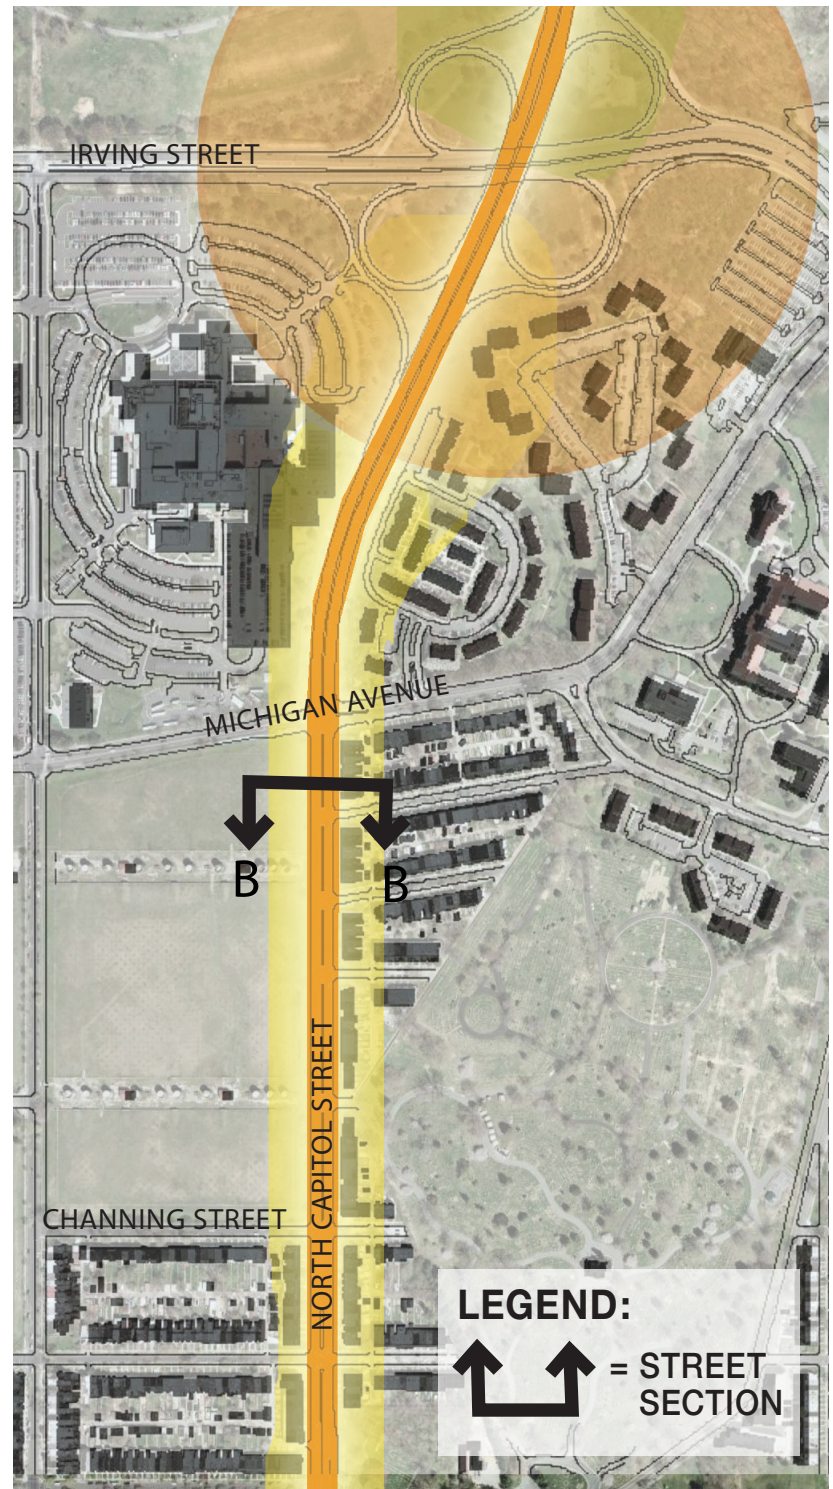 IRVING STREET
MICHIGAN AVENUE
B
B
NORTH CAPITOL STREET
CHANNING STREET
LEGEND:
= STREET
SECTION